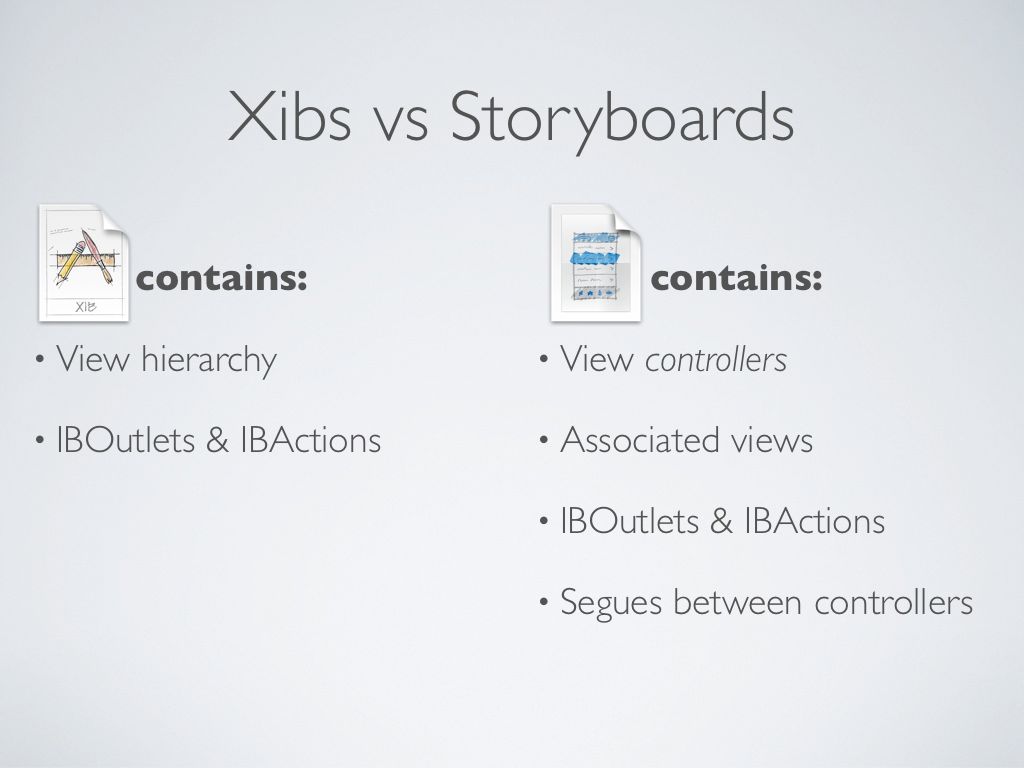 Xibs vs Storyboards
XIB
contains:
• View hierarchy
• IBOutlets & IBActions
contains:
• View controllers
• Associated views
• IBOutlets & IBActions
• Segues between controllers